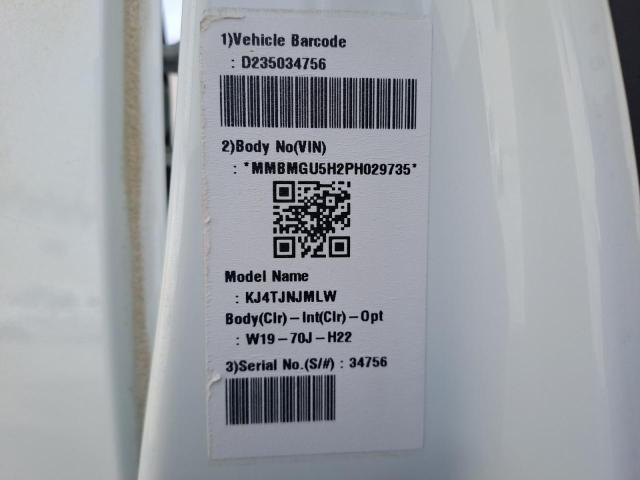 1)Vehicle Barcode
: D235034756
2)Body No(VIN)
: *MMBMGU5H2PH029735*
Model Name
: KJ4TJNJMLW
Body(Clr)-Int(Clr)-Opt
: W19-70J-H22
3)Serial No.(S/#) : 34756